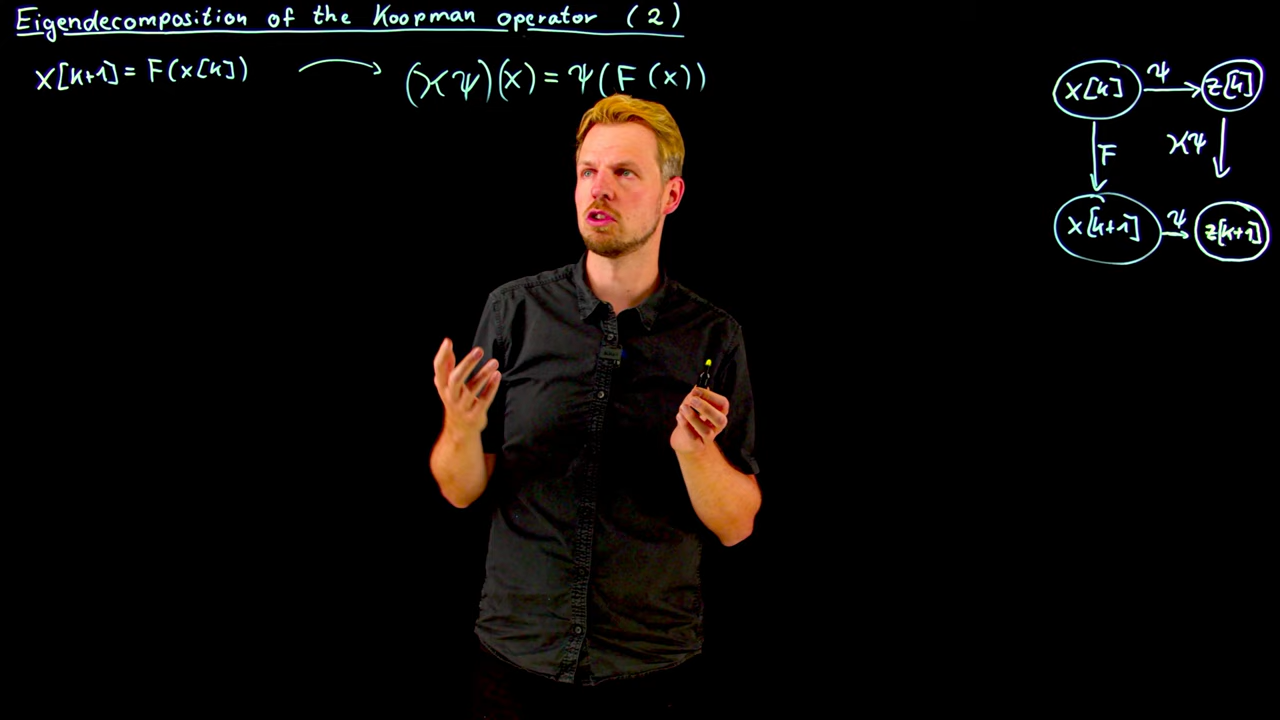 Eigendecomposition of the Koopman operator (2)
x[k+1] = F(x[k]) (𝒦ψ)(x) = ψ(F(x))
x[k] ψ z[k]
F 𝒦ψ
x[k+1] ψ z[k+1]